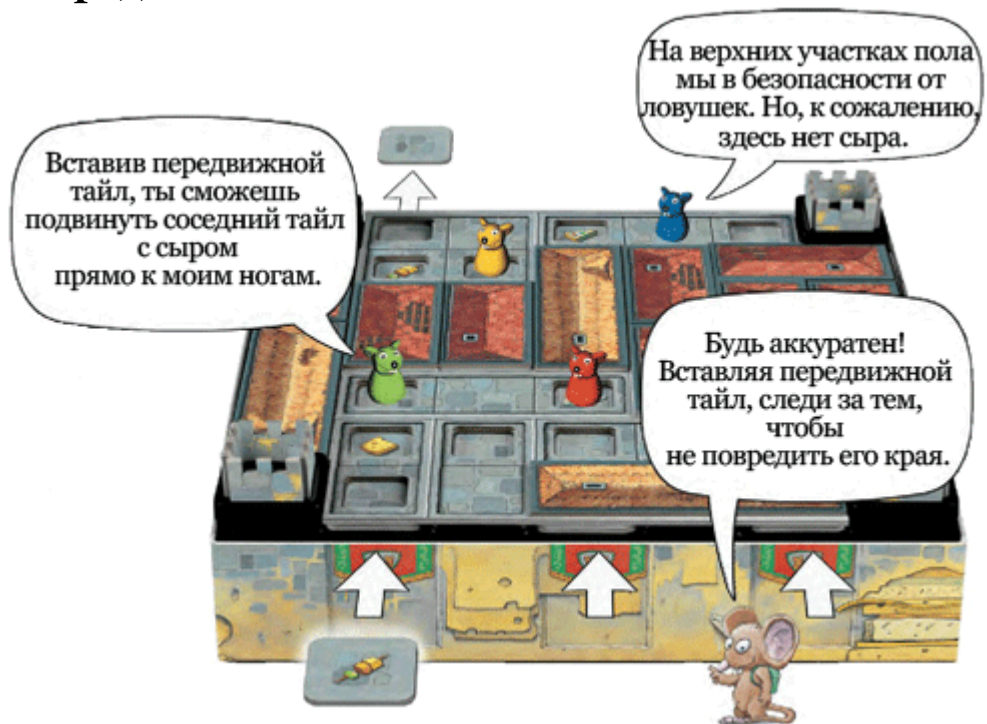 На верхних участках пола
мы в безопасности от
ловушек. Но, к сожалению,
здесь нет сыра.
Вставив передвижной
тайл, ты сможешь
подвинуть соседний тайл
с сыром
прямо к моим ногам.
Будь аккуратен!
Вставляя передвижной
тайл, следи за тем,
чтобы
не повредить его края.